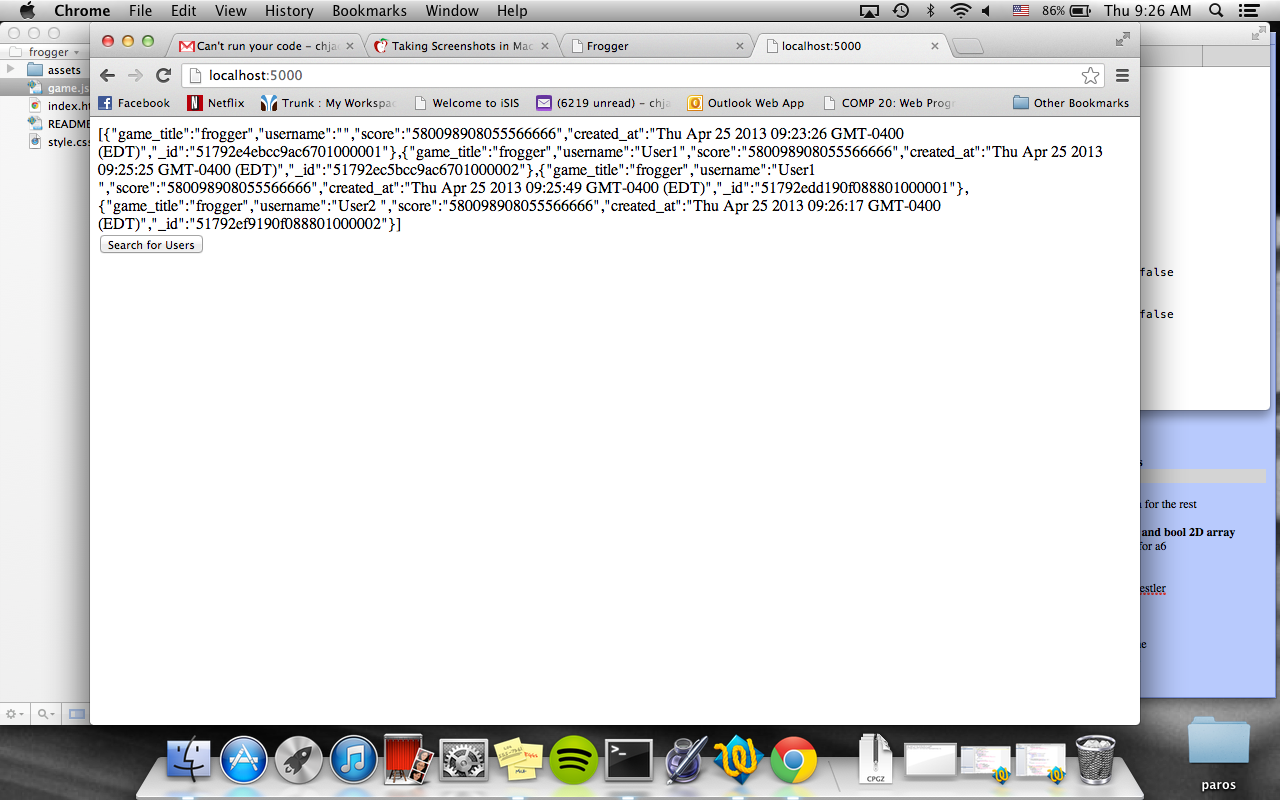 Chrome File Edit View History Bookmarks Window Help 86% Thu 9:26 AM
frogger
assets
game.js
index.ht
README
style.css
Can't run your code – chja
Taking Screenshots in Mac
Frogger
localhost:5000
localhost:5000
Facebook
Netflix
Trunk : My Workspac
Welcome to iSIS
(6219 unread) – chja
Outlook Web App
COMP 20: Web Progr
Other Bookmarks
[{"game_title":"frogger","username":"","score":"580098908055566666","created_at":"Thu Apr 25 2013 09:23:26 GMT-0400
(EDT)","_id":"51792e4ebcc9ac6701000001"},{"game_title":"frogger","username":"User1","score":"580098908055566666","created_at":"Thu Apr 25 2013
09:25:25 GMT-0400 (EDT)","_id":"51792ec5bcc9ac6701000002"},{"game_title":"frogger","username":"User1
","score":"580098908055566666","created_at":"Thu Apr 25 2013 09:25:49 GMT-0400 (EDT)","_id":"51792edd190f088801000001"},
{"game_title":"frogger","username":"User2 ","score":"580098908055566666","created_at":"Thu Apr 25 2013 09:26:17 GMT-0400
(EDT)","_id":"51792ef9190f088801000002"}]
Search for Users
false
false
for the rest
and bool 2D array
for a6
estler
CPGZ
paros